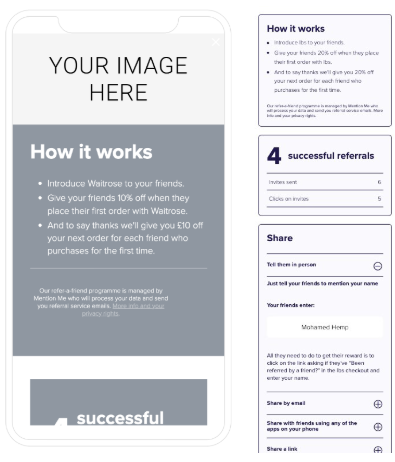 YOUR IMAGE
HERE
How it works
• Introduce Waitrose to your friends.
• Give your friends 10% off when they
place their first order with Waitrose.
• And to say thanks we'll give you £10 off
your next order for each friend who
purchases for the first time.
Our refer-a-friend programme is managed by
Mention Me who will process your data and send
you referral service emails. More info and your
privacy rights.
4 successful
How it works
• Introduce lbs to your friends
• Give your friends 20% off when they place
their first order with lbs.
• And to say thanks we'll give you 20% off
your next order for each friend who
purchases for the first time.
Our refer-a-friend programme is managed by Mention Me who
will process your data and send you referral service emails. More
info and your privacy rights.
4 successful referrals
Invites sent 6
Clicks on invites 5
Share
Tell them in person
Just tell your friends to mention your name
Your friends enter:
Mohamed Hemp
All they need to do to get their reward is to
click on the link asking if they've "Been
referred by a friend?" in the lbs checkout and
enter your name.
Share by email
Share with friends using any of the
apps on your phone
Share a link